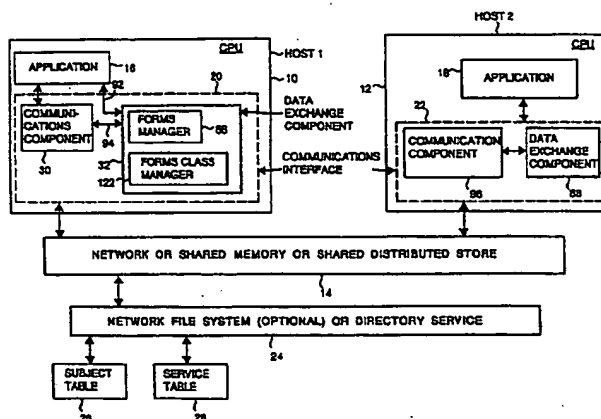 HOST 2
CPU
HOST 1
CPU
APPLICATION
16
92
20
10
12
18
APPLICATION
COMMUNI-
CATIONS
COMPONENT
FORMS
MANAGER
86
DATA
EXCHANGE
COMPONENT
22
94
30
32
FORMS CLASS
MANAGER
122
COMMUNICATIONS
INTERFACE
COMMUNICATION
COMPONENT
DATA
EXCHANGE
COMPONENT
NETWORK OR SHARED MEMORY OR SHARED DISTRIBUTED STORE
14
NETWORK FILE SYSTEM (OPTIONAL) OR DIRECTORY SERVICE
24
SUBJECT
TABLE
SERVICE
TABLE